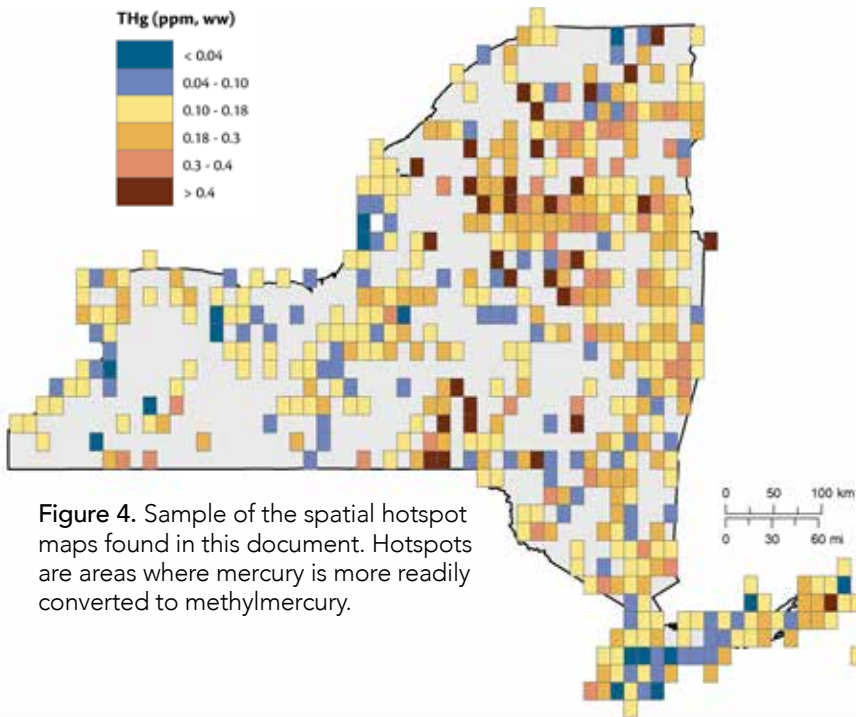 THg (ppm, ww)
< 0.04
0.04 - 0.10
0.10 - 0.18
0.18 - 0.3
0.3 - 0.4
> 0.4
Figure 4. Sample of the spatial hotspot
maps found in this document. Hotspots
are areas where mercury is more readily
converted to methylmercury.
0 50 100 km
0 30 60 mi